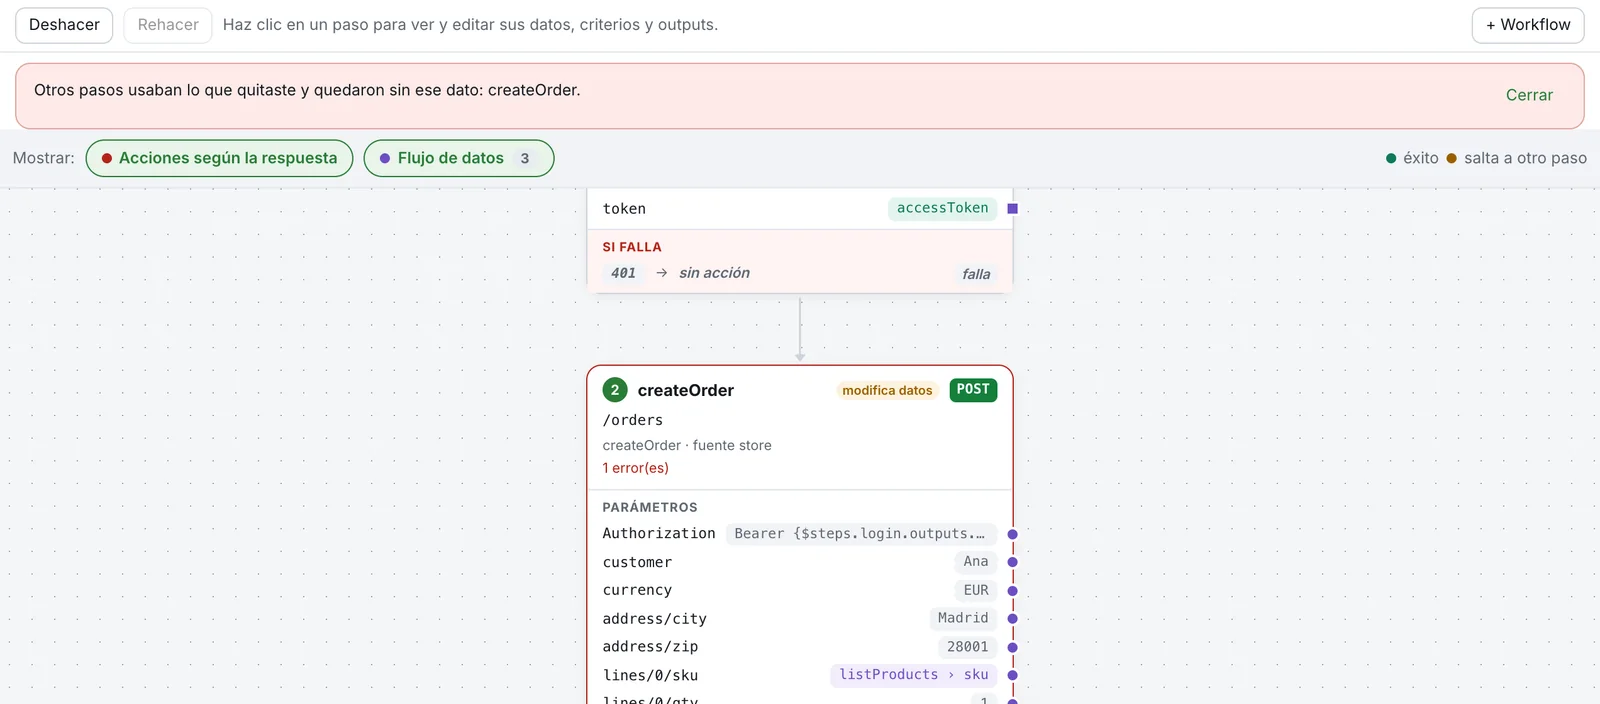 Deshacer Rehacer Haz clic en un paso para ver y editar sus datos, criterios y outputs. + Workflow
Otros pasos usaban lo que quitaste y quedaron sin ese dato: createOrder. Cerrar
Mostrar: Acciones según la respuesta Flujo de datos 3 éxito salta a otro paso
token accessToken
SI FALLA
401 → sin acción falla
2 createOrder modifica datos POST
/orders
createOrder · fuente store
1 error(es)
PARÁMETROS
Authorization Bearer {$steps.login.outputs.…
customer Ana
currency EUR
address/city Madrid
address/zip 28001
lines/0/sku listProducts › sku
lines/0/qty 1